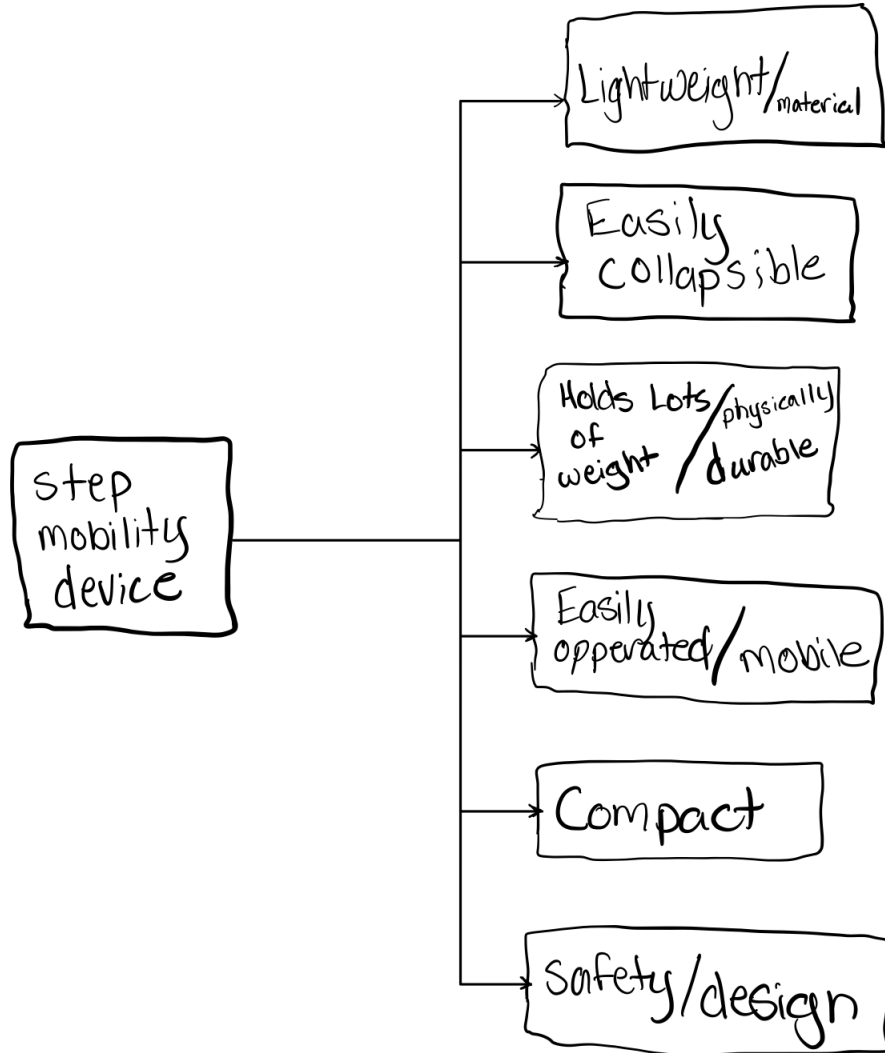 Lightweight/material
Easily
collapsible
Holds Lots
of
weight / physically
durable
step
mobility
device
Easily
opperated/mobile
Compact
Safety/design